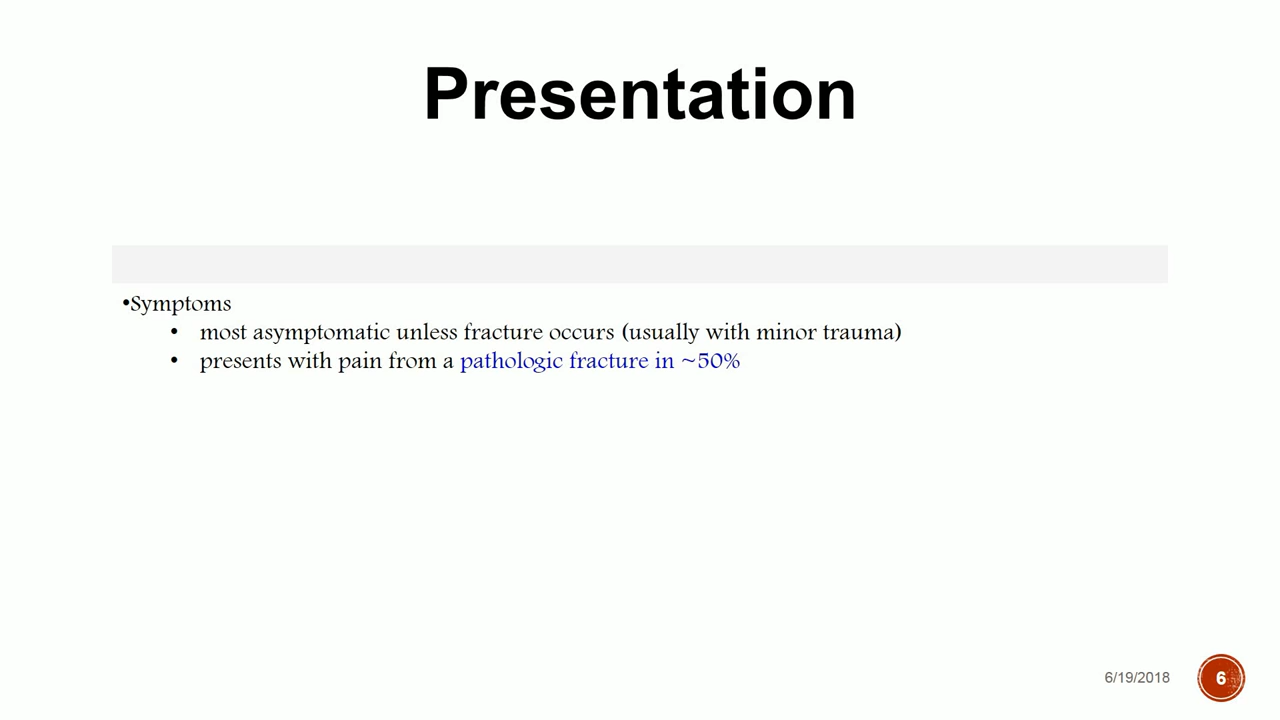 Presentation
•Symptoms
• most asymptomatic unless fracture occurs (usually with minor trauma)
• presents with pain from a pathologic fracture in ~50%
6/19/2018
6